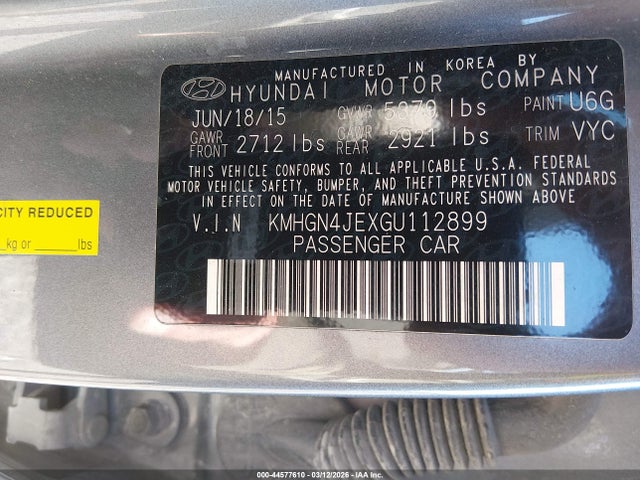 MANUFACTURED IN KOREA BY
HYUNDAI MOTOR COMPANY
JUN/18/15 GVWR 5079 lbs PAINT U6G
GAWR FRONT 2712 lbs GAWR REAR 2921 lbs TRIM VYC
THIS VEHICLE CONFORMS TO ALL APPLICABLE U.S.A. FEDERAL
MOTOR VEHICLE SAFETY, BUMPER, AND THEFT PREVENTION STANDARDS
IN EFFECT ON THE DATE OF MANUFACTURE SHOWN ABOVE
V.I.N KMHGN4JEXGU112899
PASSENGER CAR
CITY REDUCED
kg or lbs
000-44577610 - 03/12/2026 - IAA Inc.